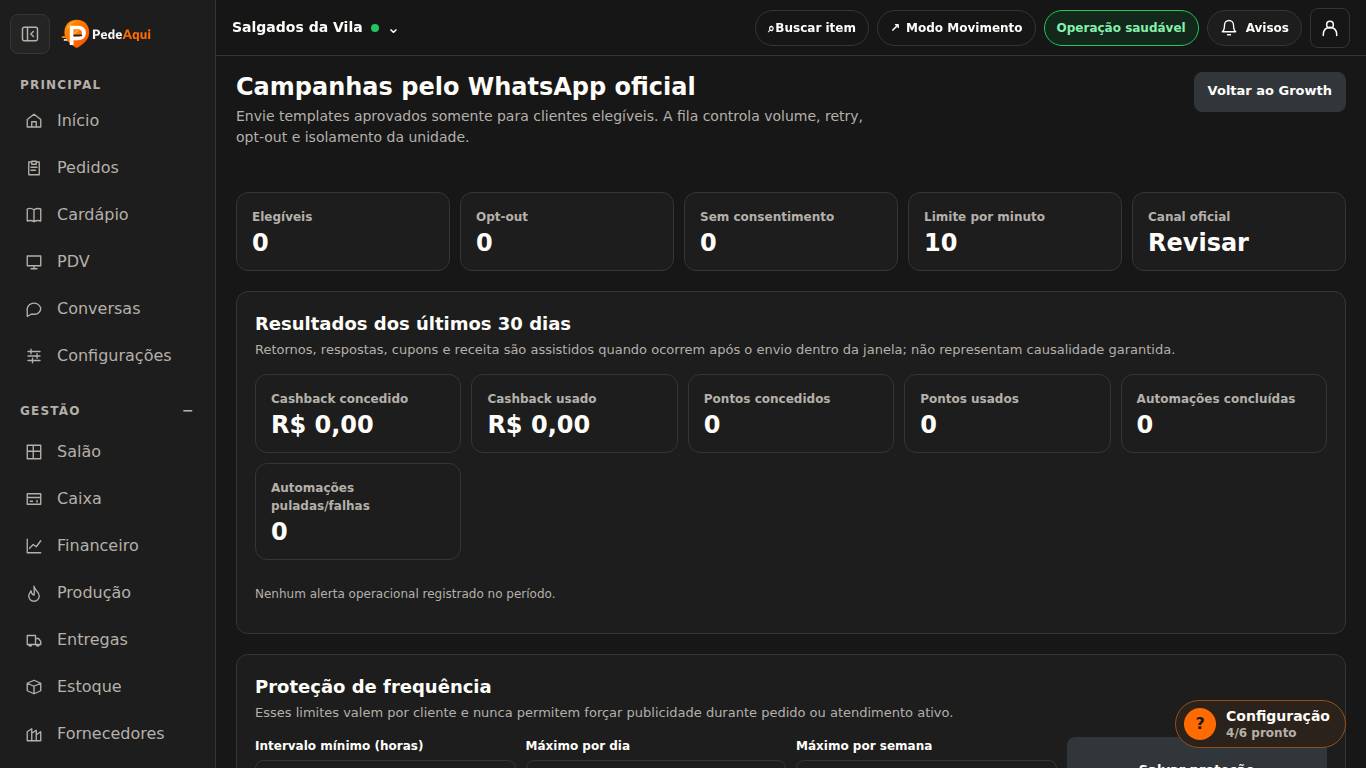 PedeAqui
PRINCIPAL
Início
Pedidos
Cardápio
PDV
Conversas
Configurações
GESTÃO
Salão
Caixa
Financeiro
Produção
Entregas
Estoque
Fornecedores
Salgados da Vila
Buscar item
↗ Modo Movimento
Operação saudável
Avisos
Campanhas pelo WhatsApp oficial
Envie templates aprovados somente para clientes elegíveis. A fila controla volume, retry,
opt-out e isolamento da unidade.
Voltar ao Growth
Elegíveis
0
Opt-out
0
Sem consentimento
0
Limite por minuto
10
Canal oficial
Revisar
Resultados dos últimos 30 dias
Retornos, respostas, cupons e receita são assistidos quando ocorrem após o envio dentro da janela; não representam causalidade garantida.
Cashback concedido
R$ 0,00
Cashback usado
R$ 0,00
Pontos concedidos
0
Pontos usados
0
Automações concluídas
0
Automações
puladas/falhas
0
Nenhum alerta operacional registrado no período.
Proteção de frequência
Esses limites valem por cliente e nunca permitem forçar publicidade durante pedido ou atendimento ativo.
Intervalo mínimo (horas)
Máximo por dia
Máximo por semana
Salvar proteção
?
Configuração
4/6 pronto